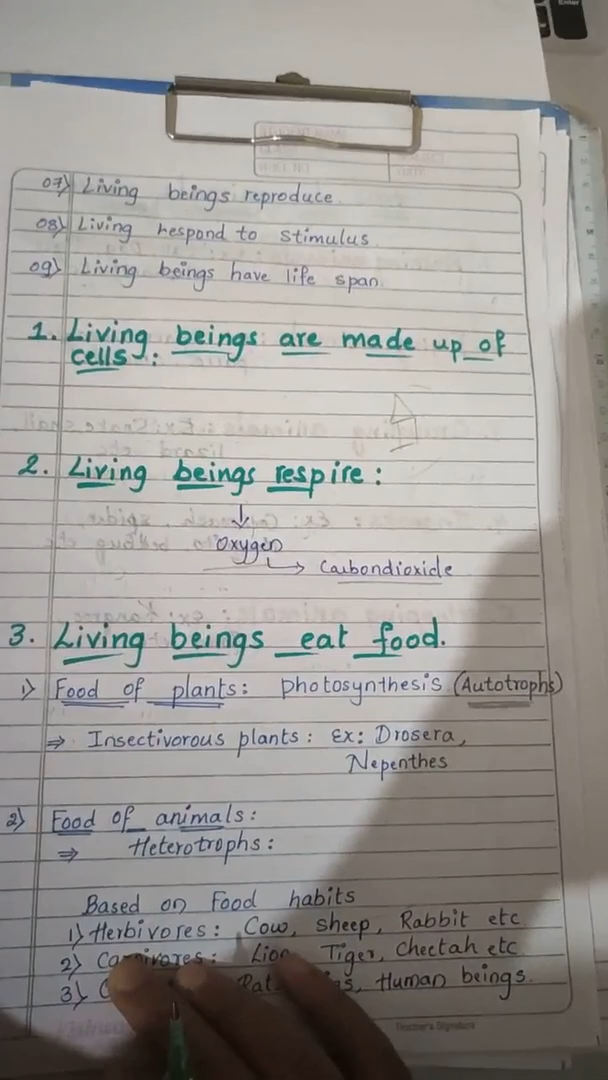 07) Living beings reproduce.
08) Living respond to stimulus.
09) Living beings have life span.
1. Living beings are made up of
cells :
2. Living beings respire :
Oxygen
Carbondioxide
3. Living beings eat food.
1) Food of plants : photosynthesis (Autotrophs)
⇒ Insectivorous plants : Ex: Drosera,
Nepenthes
2) Food of animals :
⇒ Heterotrophs :
Based on Food habits
1) Herbivores : Cow, sheep, Rabbit etc
2) Carnivores : Lion, Tiger, Cheetah etc
3) Human beings.
Teacher's Signature